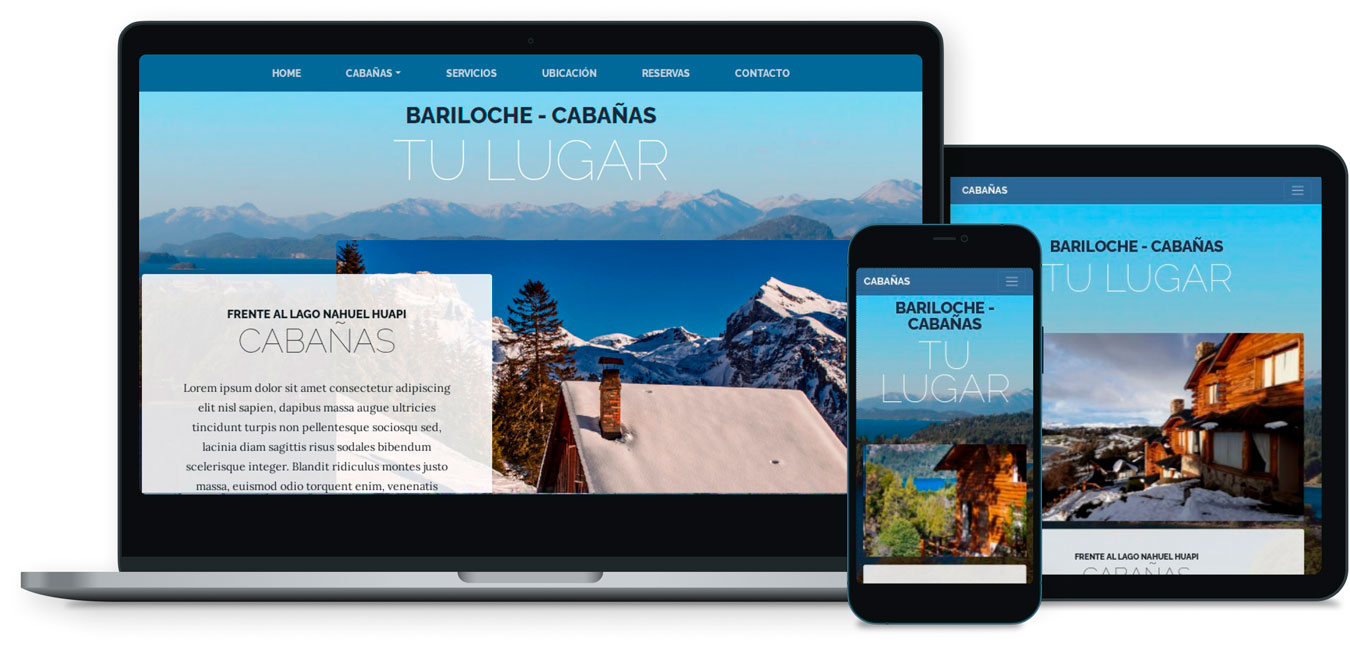 HOME CABAÑAS SERVICIOS UBICACIÓN RESERVAS CONTACTO
BARILOCHE - CABAÑAS
TU LUGAR
FRENTE AL LAGO NAHUEL HUAPI
CABAÑAS
Lorem ipsum dolor sit amet consectetur adipiscing
elit nisl sapien, dapibus massa augue ultricies
tincidunt turpis non pellentesque sociosqu sed,
lacinia diam sagittis risus sodales bibendum
scelerisque integer. Blandit ridiculus montes justo
massa, euismod odio torquent enim, venenatis
CABAÑAS
BARILOCHE -
CABAÑAS
TU
LUGAR
CABAÑAS
BARILOCHE - CABAÑAS
TU LUGAR
FRENTE AL LAGO NAHUEL HUAPI
CABAÑAS